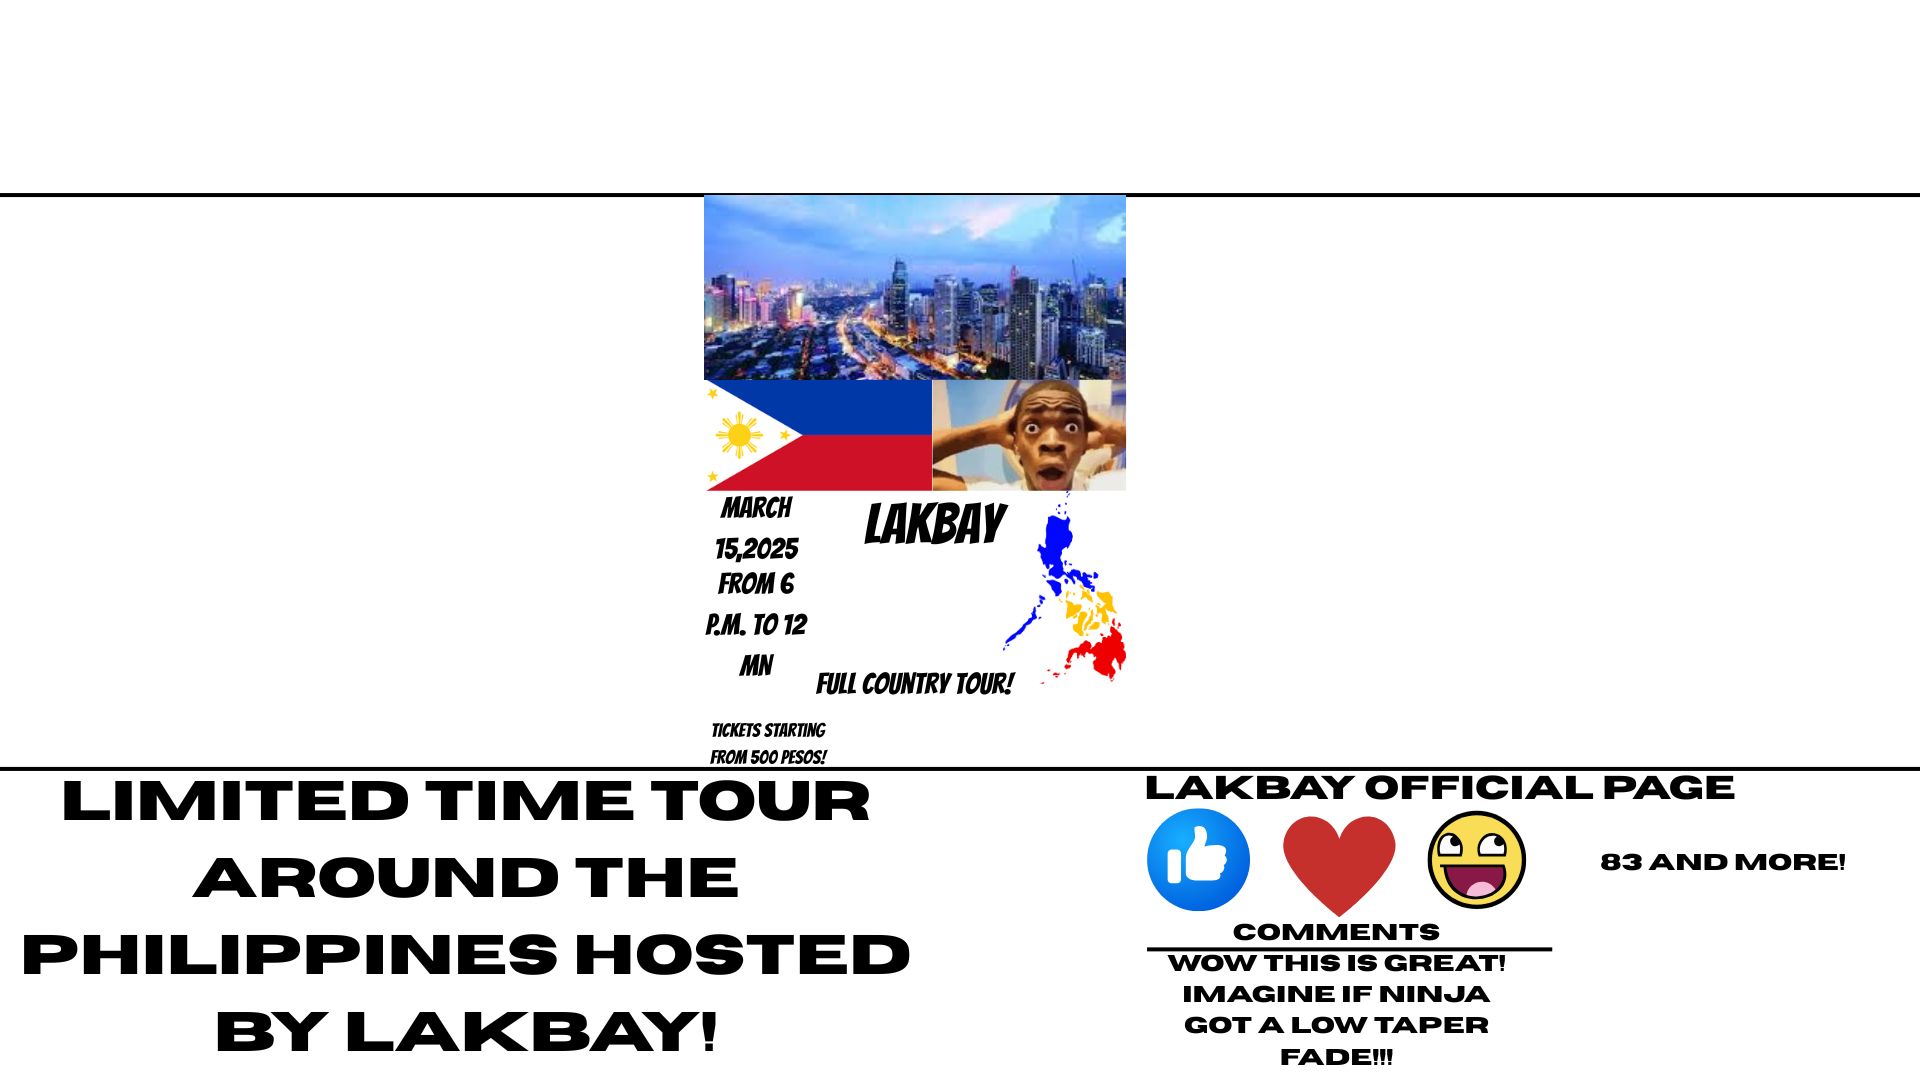 MARCH
15,2025
FROM 6
P.M. TO 12
MN
LAKBAY
FULL COUNTRY TOUR!
TICKETS STARTING
FROM 500 PESOS!
LIMITED TIME TOUR
AROUND THE
PHILIPPINES HOSTED
BY LAKBAY!
LAKBAY OFFICIAL PAGE
83 AND MORE!
COMMENTS
WOW THIS IS GREAT!
IMAGINE IF NINJA
GOT A LOW TAPER
FADE!!!